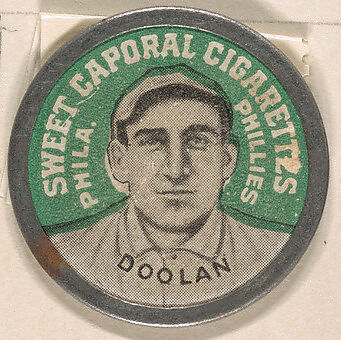 SWEET CAPORAL CIGARETTES
PHILA.
PHILLIES
DOOLAN